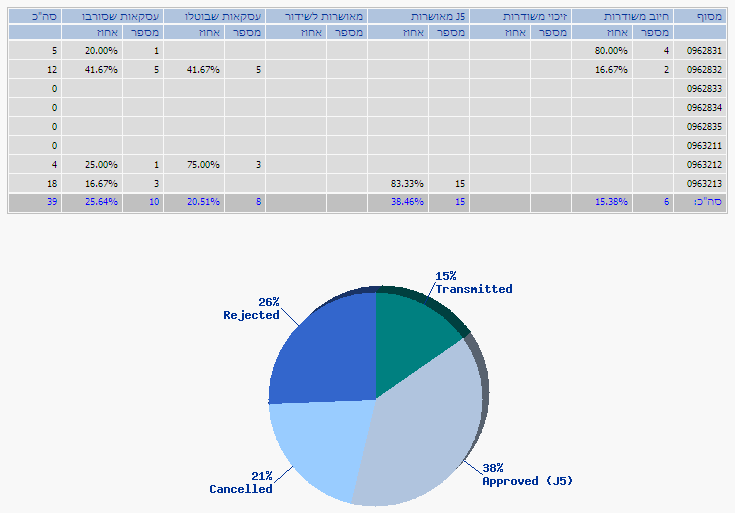 מסוף חיוב משודרות זיכוי משודרות J5 מאושרות מאושרות לשידור עסקאות שבוטלו עסקאות שסורבו סה"כ
מספר אחוז מספר אחוז מספר אחוז מספר אחוז מספר אחוז מספר אחוז
0962831 4 80.00% 1 20.00% 5
0962832 2 16.67% 5 41.67% 5 41.67% 12
0962833 0
0962834 0
0962835 0
0963211 0
0963212 3 75.00% 1 25.00% 4
0963213 15 83.33% 3 16.67% 18
סה"כ: 6 15.38% 15 38.46% 8 20.51% 10 25.64% 39
15%
Transmitted
26%
Rejected
38%
Approved (J5)
21%
Cancelled